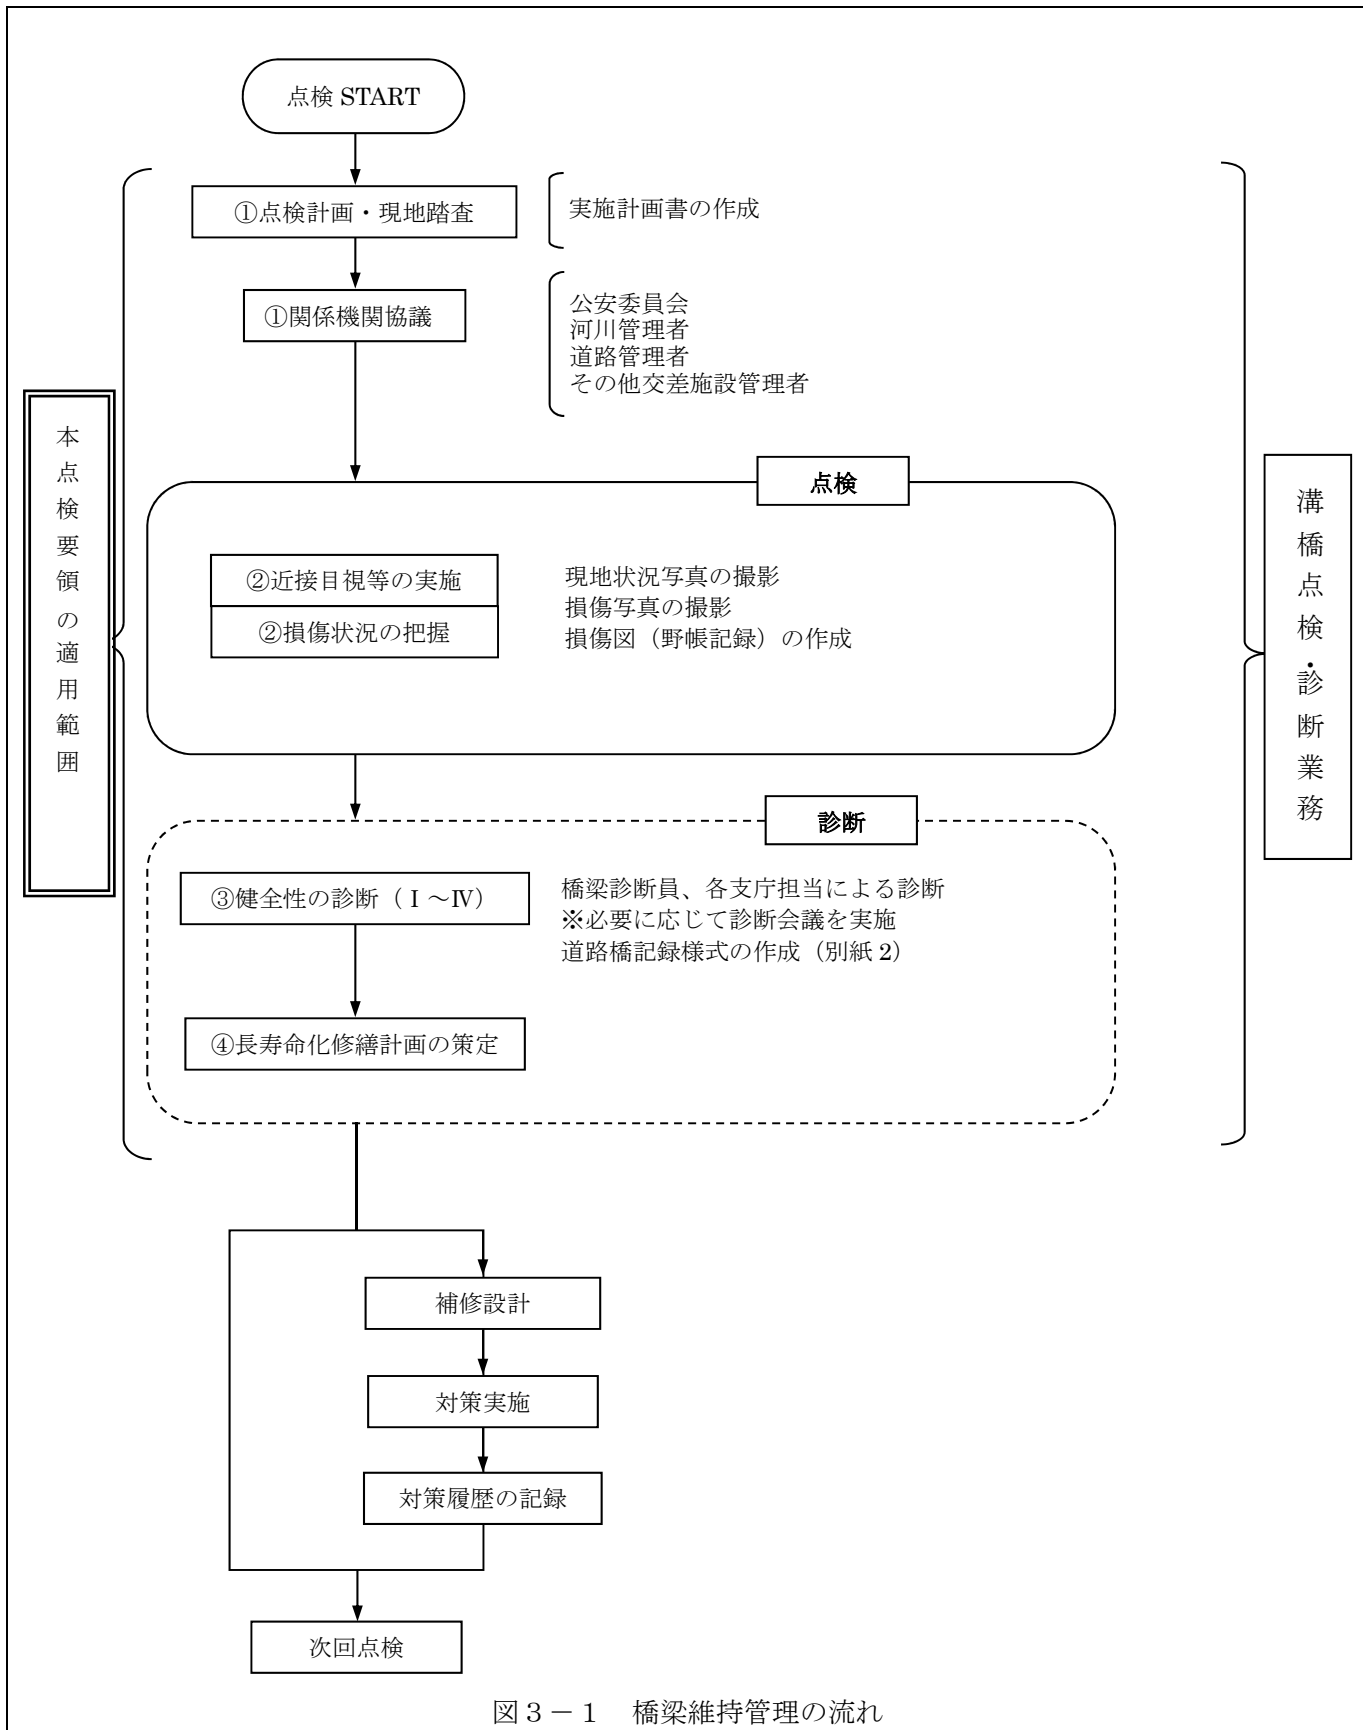 点検 START
①点検計画・現地踏査
実施計画書の作成
①関係機関協議
公安委員会
河川管理者
道路管理者
その他交差施設管理者
本点検要領の適用範囲
点検
②近接目視等の実施
②損傷状況の把握
現地状況写真の撮影
損傷写真の撮影
損傷図（野帳記録）の作成
溝橋点検・診断業務
診断
③健全性の診断（Ⅰ～Ⅳ）
橋梁診断員、各支庁担当による診断
※必要に応じて診断会議を実施
道路橋記録様式の作成（別紙 2）
④長寿命化修繕計画の策定
補修設計
対策実施
対策履歴の記録
次回点検
図３－１　橋梁維持管理の流れ